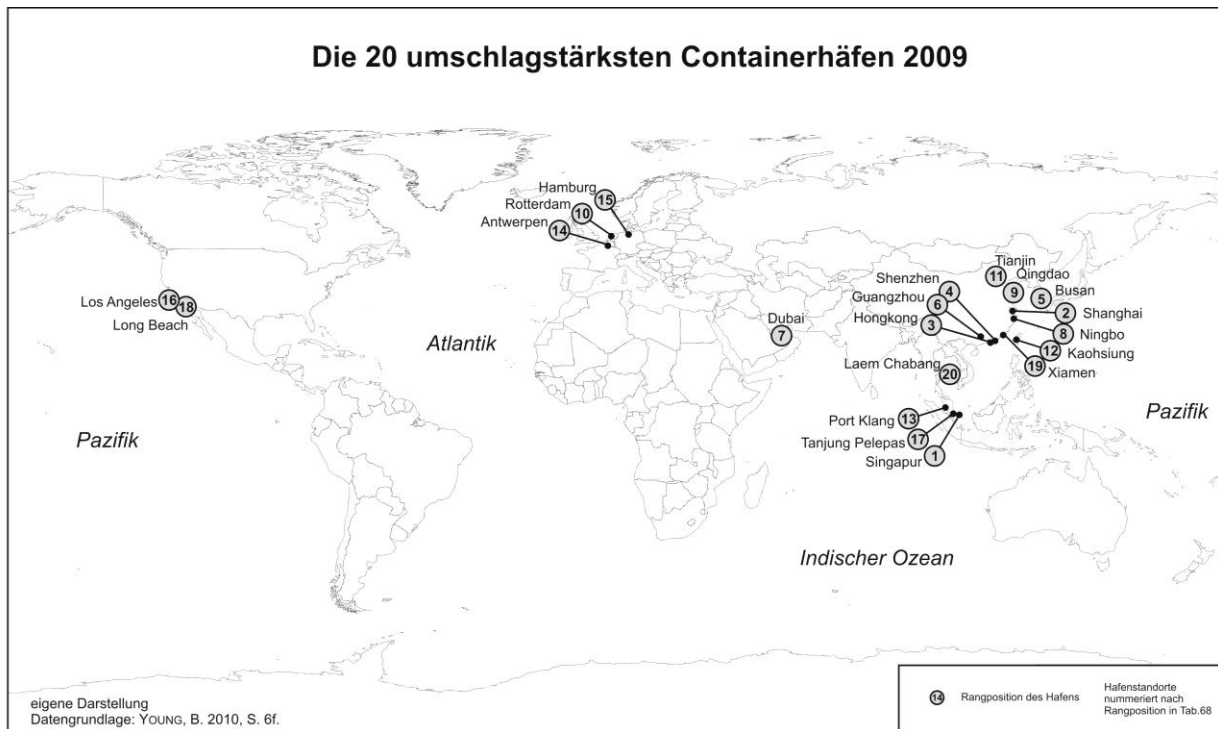 Die 20 umschlagstärksten Containerhäfen 2009
Hamburg 15
Rotterdam 10
Antwerpen 14
Los Angeles 16
18
Long Beach
Atlantik
Pazifik
Dubai
7
Tianjin
11
Qingdao
9
Busan
5
Shenzhen 4
Guangzhou 6
Hongkong 3
2 Shanghai
8 Ningbo
12 Kaohsiung
19 Xiamen
Laem Chabang 20
Port Klang 13
Tanjung Pelepas 17
Singapur 1
Pazifik
Indischer Ozean
eigene Darstellung
Datengrundlage: YOUNG, B. 2010, S. 6f.
14 Rangposition des Hafens
Hafenstandorte
nummeriert nach
Rangposition in Tab.68